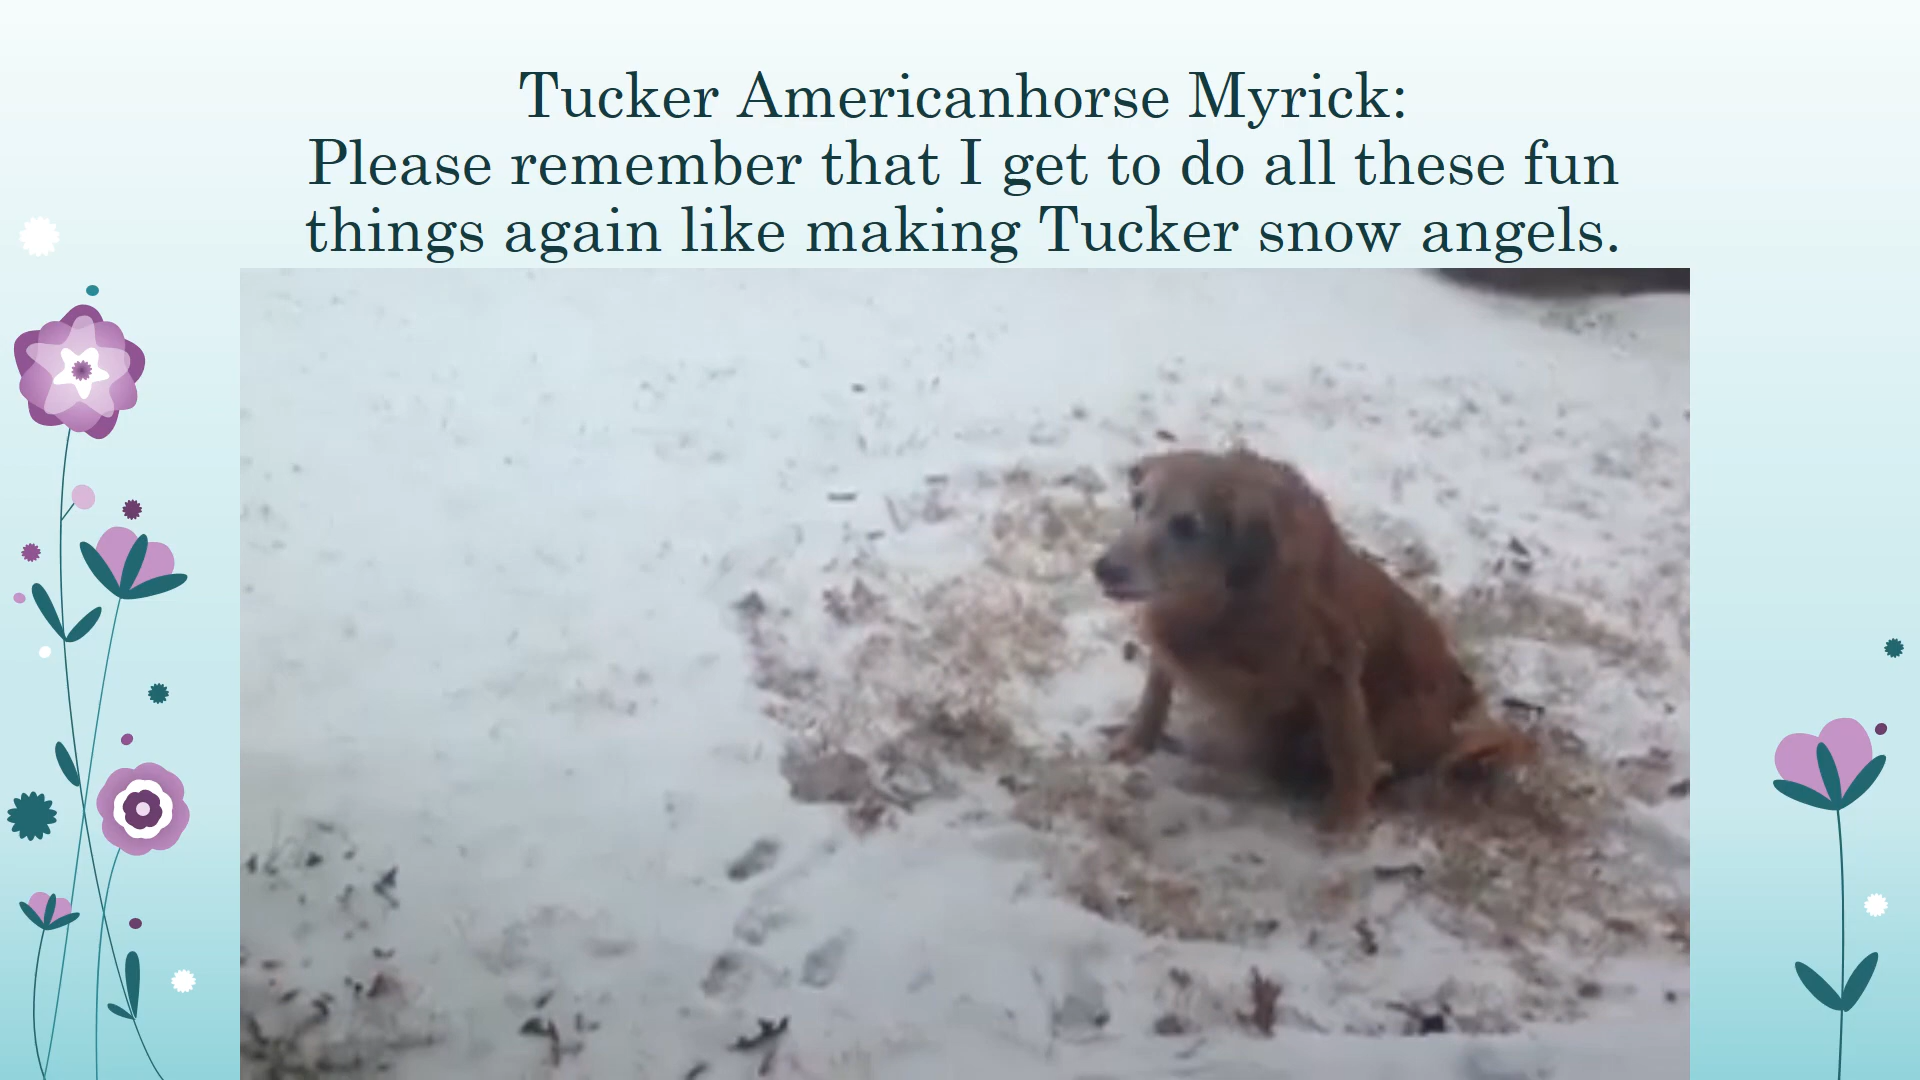 Tucker Americanhorse Myrick:
Please remember that I get to do all these fun
things again like making Tucker snow angels.